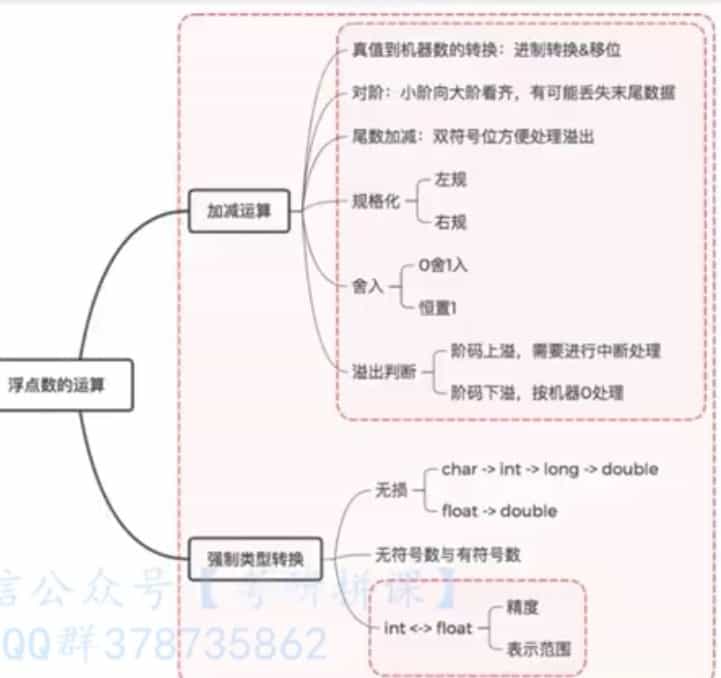 浮点数的运算
加减运算
真值到机器数的转换：进制转换&移位
对阶：小阶向大阶看齐，有可能丢失末尾数据
尾数加减：双符号位方便处理溢出
规格化
左规
右规
舍入
0舍1入
恒置1
溢出判断
阶码上溢，需要进行中断处理
阶码下溢，按机器0处理
强制类型转换
无损
char -> int -> long -> double
float -> double
无符号数与有符号数
int <-> float
精度
表示范围
信公众号【考研拼课】
QQ群378735862